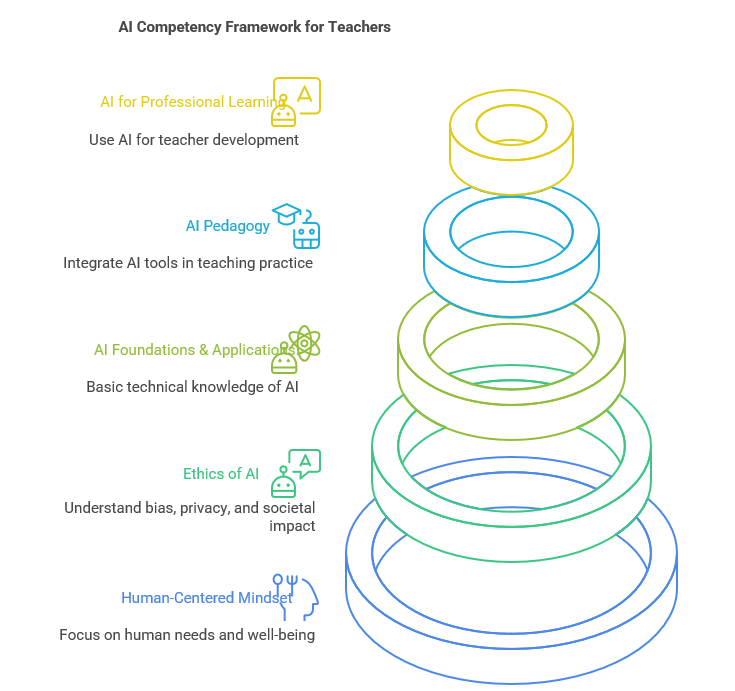 AI Competency Framework for Teachers
AI for Professional Learning
A
Use AI for teacher development
AI Pedagogy
Integrate AI tools in teaching practice
AI Foundations & Applications
Basic technical knowledge of AI
Ethics of AI
A
Understand bias, privacy, and societal
impact
Human-Centered Mindset
Focus on human needs and well-being